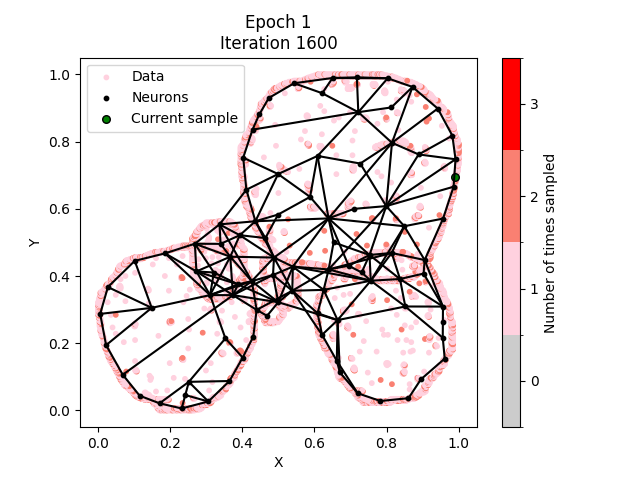 Epoch 1
Iteration 1600
Data
Neurons
Current sample
1.0
0.8
0.6
0.4
0.2
0.0
Y
0.0 0.2 0.4 0.6 0.8 1.0
X
3
2
1
0
Number of times sampled